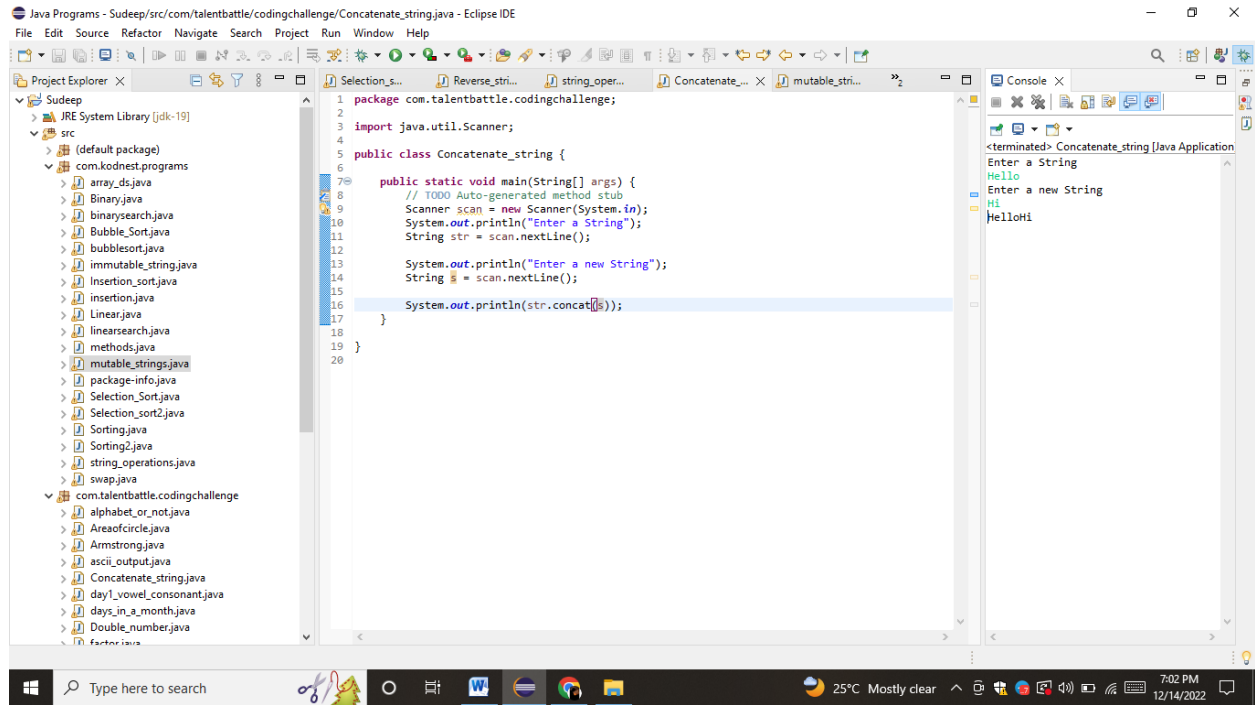 Java Programs - Sudeep/src/com/talentbattle/codingchallenge/Concatenate_string.java - Eclipse IDE
File Edit Source Refactor Navigate Search Project Run Window Help
Project Explorer
Sudeep
JRE System Library [jdk-19]
src
(default package)
com.kodnest.programs
array_ds.java
Binary.java
binarysearch.java
Bubble_Sort.java
bubblesort.java
immutable_string.java
Insertion_sort.java
insertion.java
Linear.java
linearsearch.java
methods.java
mutable_strings.java
package-info.java
Selection_Sort.java
Selection_sort2.java
Sorting.java
Sorting2.java
string_operations.java
swap.java
com.talentbattle.codingchallenge
alphabet_or_not.java
Areaofcircle.java
Armstrong.java
ascii_output.java
Concatenate_string.java
day1_vowel_consonant.java
days_in_a_month.java
Double_number.java
factor.java
Selection_s... Reverse_stri... string_oper... Concatenate_... mutable_stri... »2
1 package com.talentbattle.codingchallenge;
2
3 import java.util.Scanner;
4
5 public class Concatenate_string {
6
7 public static void main(String[] args) {
8 // TODO Auto-generated method stub
9 Scanner scan = new Scanner(System.in);
10 System.out.println("Enter a String");
11 String str = scan.nextLine();
12
13 System.out.println("Enter a new String");
14 String s = scan.nextLine();
15
16 System.out.println(str.concat(s));
17 }
18
19 }
20
Console
<terminated> Concatenate_string [Java Application
Enter a String
Hello
Enter a new String
Hi
HelloHi
Type here to search
25°C Mostly clear
7:02 PM
12/14/2022